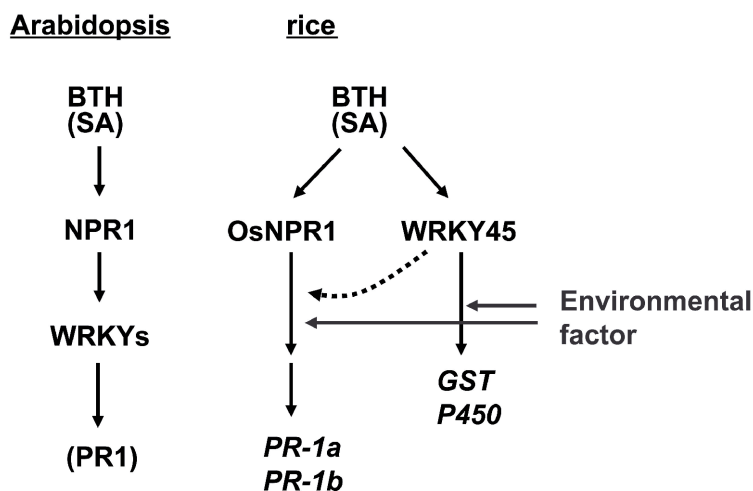 Arabidopsis
rice
BTH
(SA)
BTH
(SA)
NPR1
OsNPR1
WRKY45
WRKYs
Environmental
factor
GST
P450
(PR1)
PR-1a
PR-1b